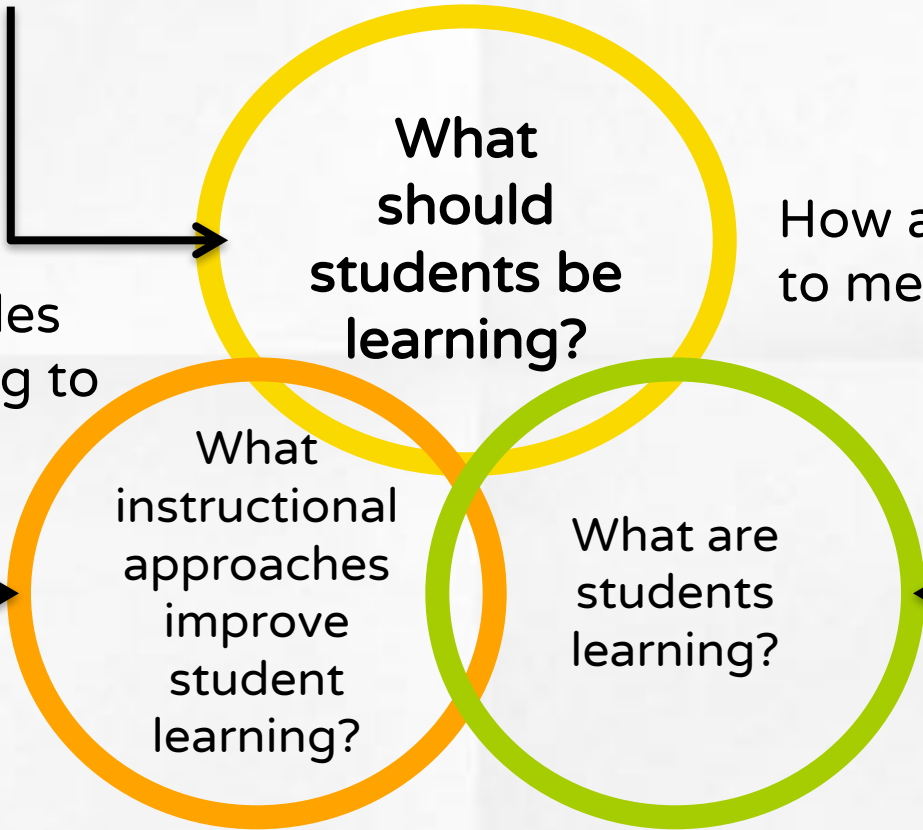 What
should
students be
learning?
How a
to me
les
g to
What
instructional
approaches
improve
student
learning?
What are
students
learning?